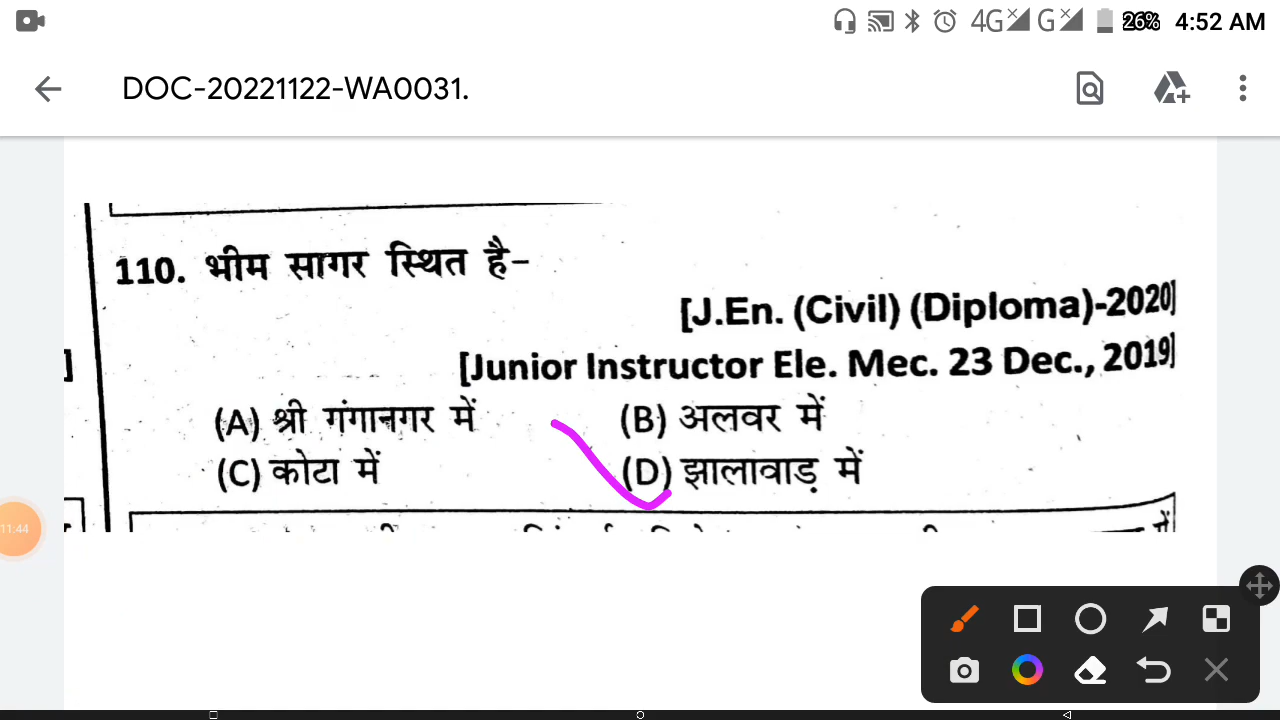 4G G 26% 4:52 AM
DOC-20221122-WA0031.
110. भीम सागर स्थित है–
[J.En. (Civil) (Diploma)-2020]
[Junior Instructor Ele. Mec. 23 Dec., 2019]
(A) श्री गंगानगर में (B) अलवर में
(C) कोटा में (D) झालावाड़ में
में
11:44